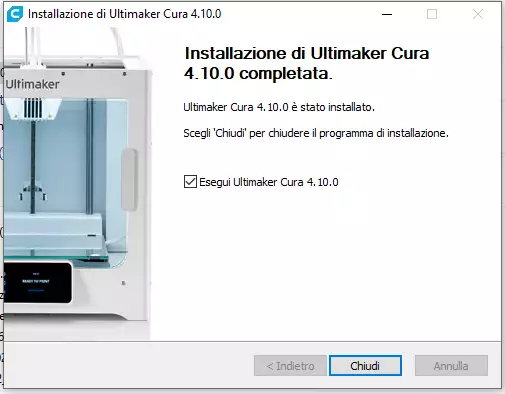 Installazione di Ultimaker Cura 4.10.0
Installazione di Ultimaker Cura
4.10.0 completata.
Ultimaker
Ultimaker Cura 4.10.0 è stato installato.
Scegli 'Chiudi' per chiudere il programma di installazione.
Esegui Ultimaker Cura 4.10.0
READY TO PRINT
< Indietro
Chiudi
Annulla